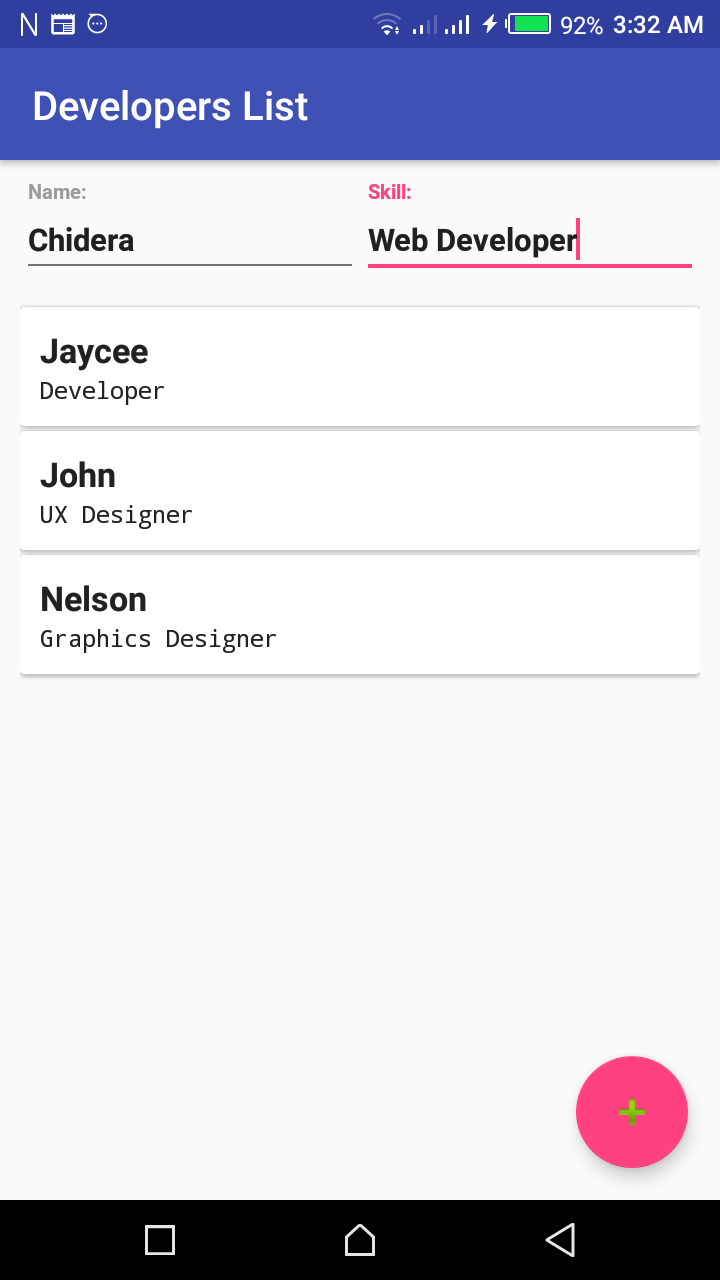 92% 3:32 AM
Developers List
Name: Skill:
Chidera Web Developer
Jaycee
Developer
John
UX Designer
Nelson
Graphics Designer